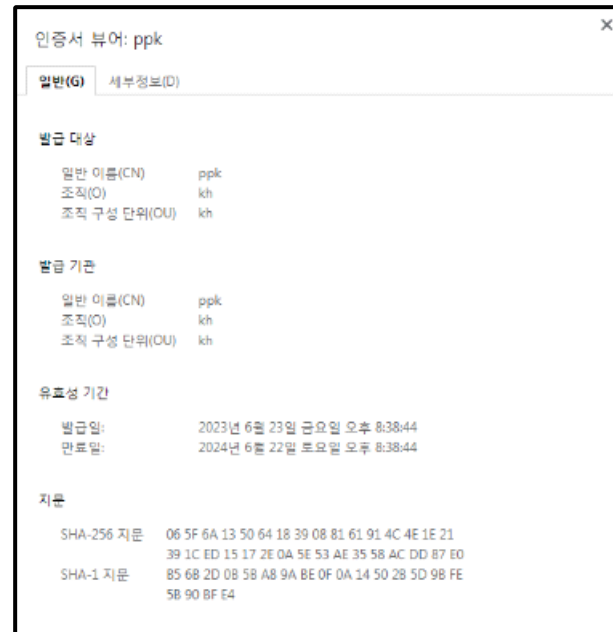 인증서 뷰어: ppk
×
일반(G) 세부정보(D)
발급 대상
일반 이름(CN) ppk
조직(O) kh
조직 구성 단위(OU) kh
발급 기관
일반 이름(CN) ppk
조직(O) kh
조직 구성 단위(OU) kh
유효성 기간
발급일: 2023년 6월 23일 금요일 오후 8:38:44
만료일: 2024년 6월 22일 토요일 오후 8:38:44
지문
SHA-256 지문 06 5F 6A 13 50 64 18 39 08 81 61 91 4C 4E 1E 21
39 1C ED 15 17 2E 0A 5E 53 AE 35 58 AC DD 87 E0
SHA-1 지문 85 6B 2D 0B 5B A8 9A BE 0F 0A 14 50 2B 5D 9B FE
5B 90 BF E4